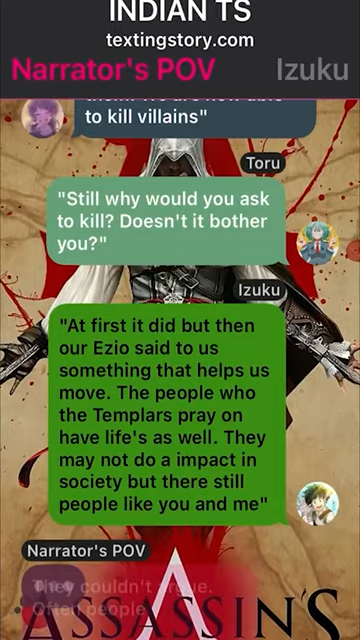 INDIAN TS
textingstory.com
Narrator's POV Izuku
to kill villains"
Toru
"Still why would you ask
to kill? Doesn't it bother
you?"
Izuku
"At first it did but then
our Ezio said to us
something that helps us
move. The people who
the Templars pray on
have life's as well. They
may not do a impact in
society but there still
people like you and me"
Narrator's POV
They couldn't argue.
Often people
ASSASSIN'S